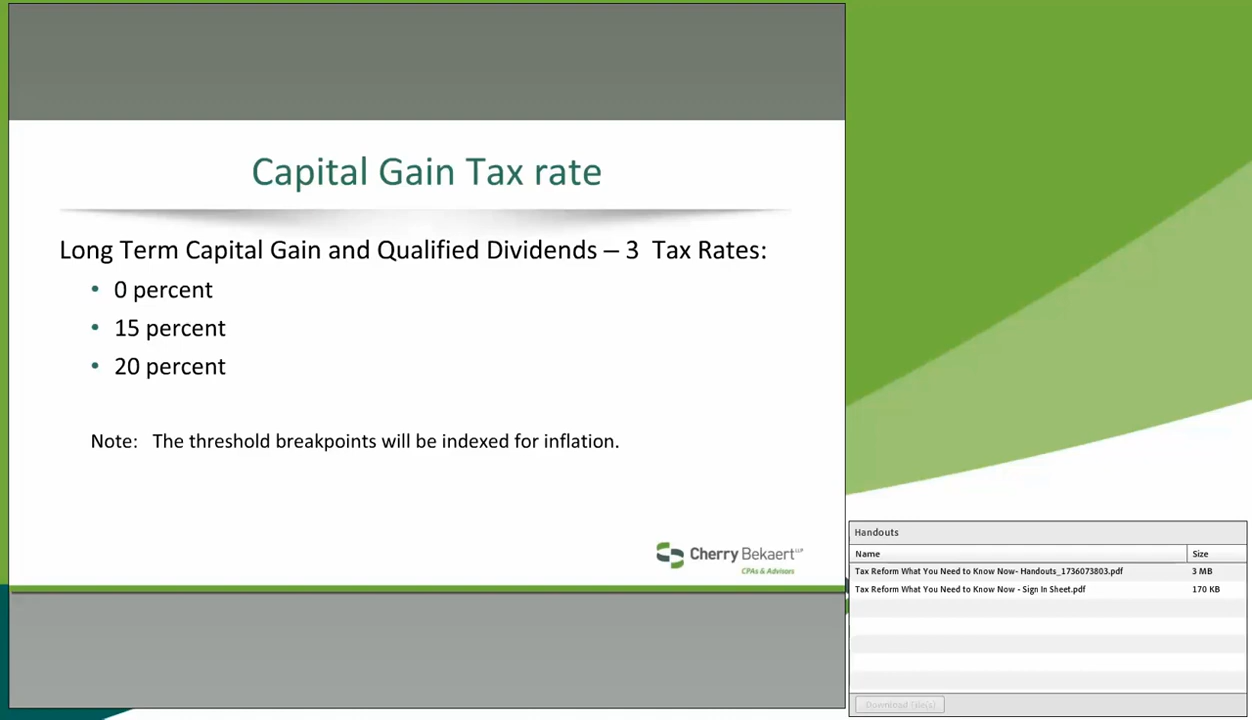 Capital Gain Tax rate
Long Term Capital Gain and Qualified Dividends – 3 Tax Rates:
• 0 percent
• 15 percent
• 20 percent
Note: The threshold breakpoints will be indexed for inflation.
Cherry Bekaert LLP
CPAs & Advisors
Handouts
Name Size
Tax Reform What You Need to Know Now- Handouts_1736073803.pdf 3 MB
Tax Reform What You Need to Know Now - Sign In Sheet.pdf 170 KB
Download File(s)